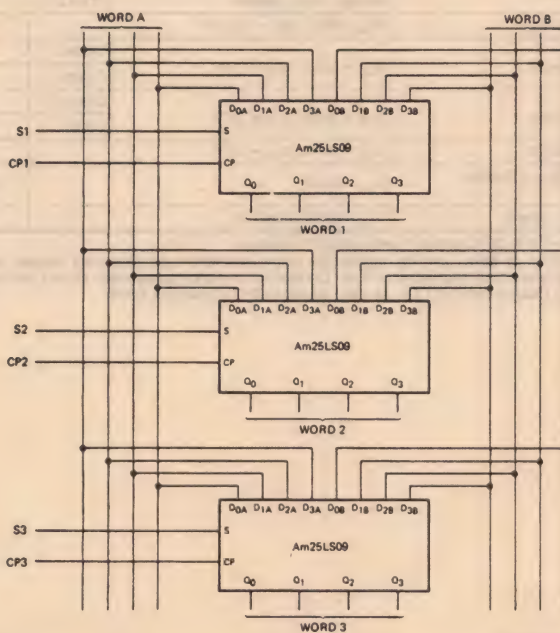 WORD A WORD B
D0A D1A D2A D3A D0B D1B D2B D3B
S1 S
Am25LS09
CP1 CP
Q0 Q1 Q2 Q3
WORD 1
D0A D1A D2A D3A D0B D1B D2B D3B
S2 S
Am25LS09
CP2 CP
Q0 Q1 Q2 Q3
WORD 2
D0A D1A D2A D3A D0B D1B D2B D3B
S3 S
Am25LS09
CP3 CP
Q0 Q1 Q2 Q3
WORD 3